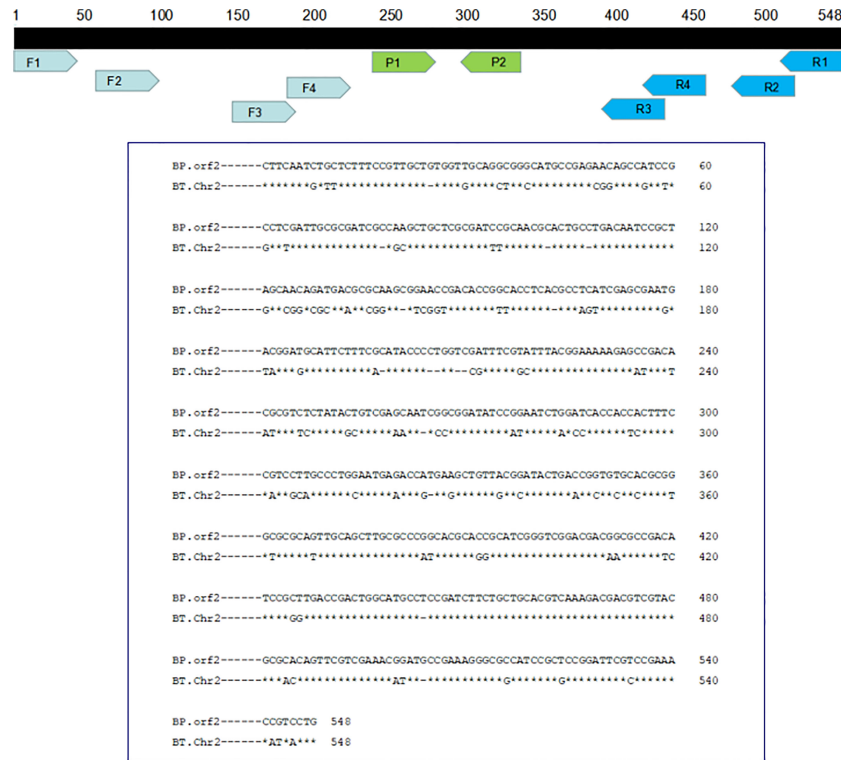 1 50 100 150 200 250 300 350 400 450 500 548
F1 P1 P2 R1
F2 F4 R4 R2
F3 R3
BP.orf2------CTTCAATCTGCTCTTTCCGTTGCTGTGGTTGCAGGCGGGCATGCCGAGAACAGCCATCCG 60
BT.Chr2------*******G*TT*************-****G****CT**C*********CGG****G**T* 60
BP.orf2------CCTCGATTGCGCGATCGCCAAGCTGCTCGCGATCCGCAACGCACTGCCTGACAATCCGCT 120
BT.Chr2------G**T*************-*GC************TT******-*****-************ 120
BP.orf2------AGCAACAGATGACGCGCAAGCGGAACCGACACCGGCACCTCACGCCTCATCGAGCGAATG 180
BT.Chr2------G**CGG*CGC**A**CGG**-*TCGGT*******TT******-***AGT*********G* 180
BP.orf2------ACGGATGCATTCTTTCGCATACCCCTGGTCGATTTCGTATTTACGGAAAAAGAGCCGACA 240
BT.Chr2------TA***G**********A-******-**--CG*****GC***************AT***T 240
BP.orf2------CGCGTCTCTATACTGTCGAGCAATCGGCGGATATCCGGAATCTGGATCACCACCACTTTC 300
BT.Chr2------AT***TC*****GC*****AA**-*CC*********AT*****A*CC******TC***** 300
BP.orf2------CGTCCTTGCCCTGGAATGAGACCATGAAGCTGTTACGGATACTGACCGGTGTGCACGCGG 360
BT.Chr2------*A**GCA******C*****A***G-**G******G**C*******A**C**C**C****T 360
BP.orf2------GCGCGCAGTTGCAGCTTGCGCCCGGCACGCACCGCATCGGGTCGGACGACGGCGCCGACA 420
BT.Chr2------*T*****T***************AT******GG*****************AA******TC 420
BP.orf2------TCCGCTTGACCGACTGGCATGCCTCCGATCTTCTGCTGCACGTCAAAGACGACGTCGTAC 480
BT.Chr2------****GG*****************-************************************ 480
BP.orf2------GCGCACAGTTCGTCGAAACGGATGCCGAAAGGGCGCCATCCGCTCCGGATTCGTCCGAAA 540
BT.Chr2------***AC**************AT**-***********G*******G*********C****** 540
BP.orf2------CCGTCCTG 548
BT.Chr2------*AT*A*** 548